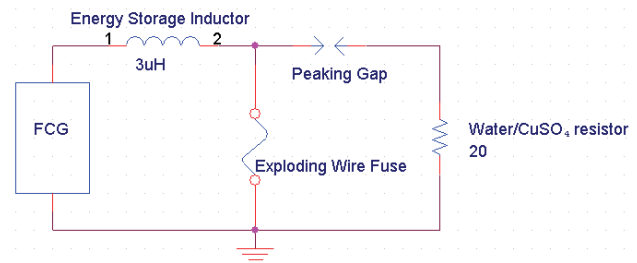 Energy Storage Inductor
1 2
3uH
Peaking Gap
FCG
Water/CuSO₄ resistor
20
Exploding Wire Fuse